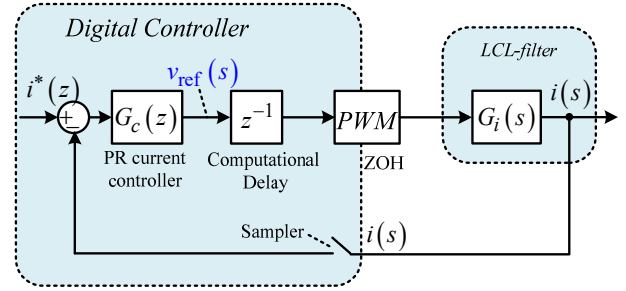 Digital Controller
LCL-filter
i*(z)
v_ref(s)
i(s)
+
−
G_c(z)
z^{-1}
PWM
G_i(s)
PR current
controller
Computational
Delay
ZOH
Sampler
i(s)